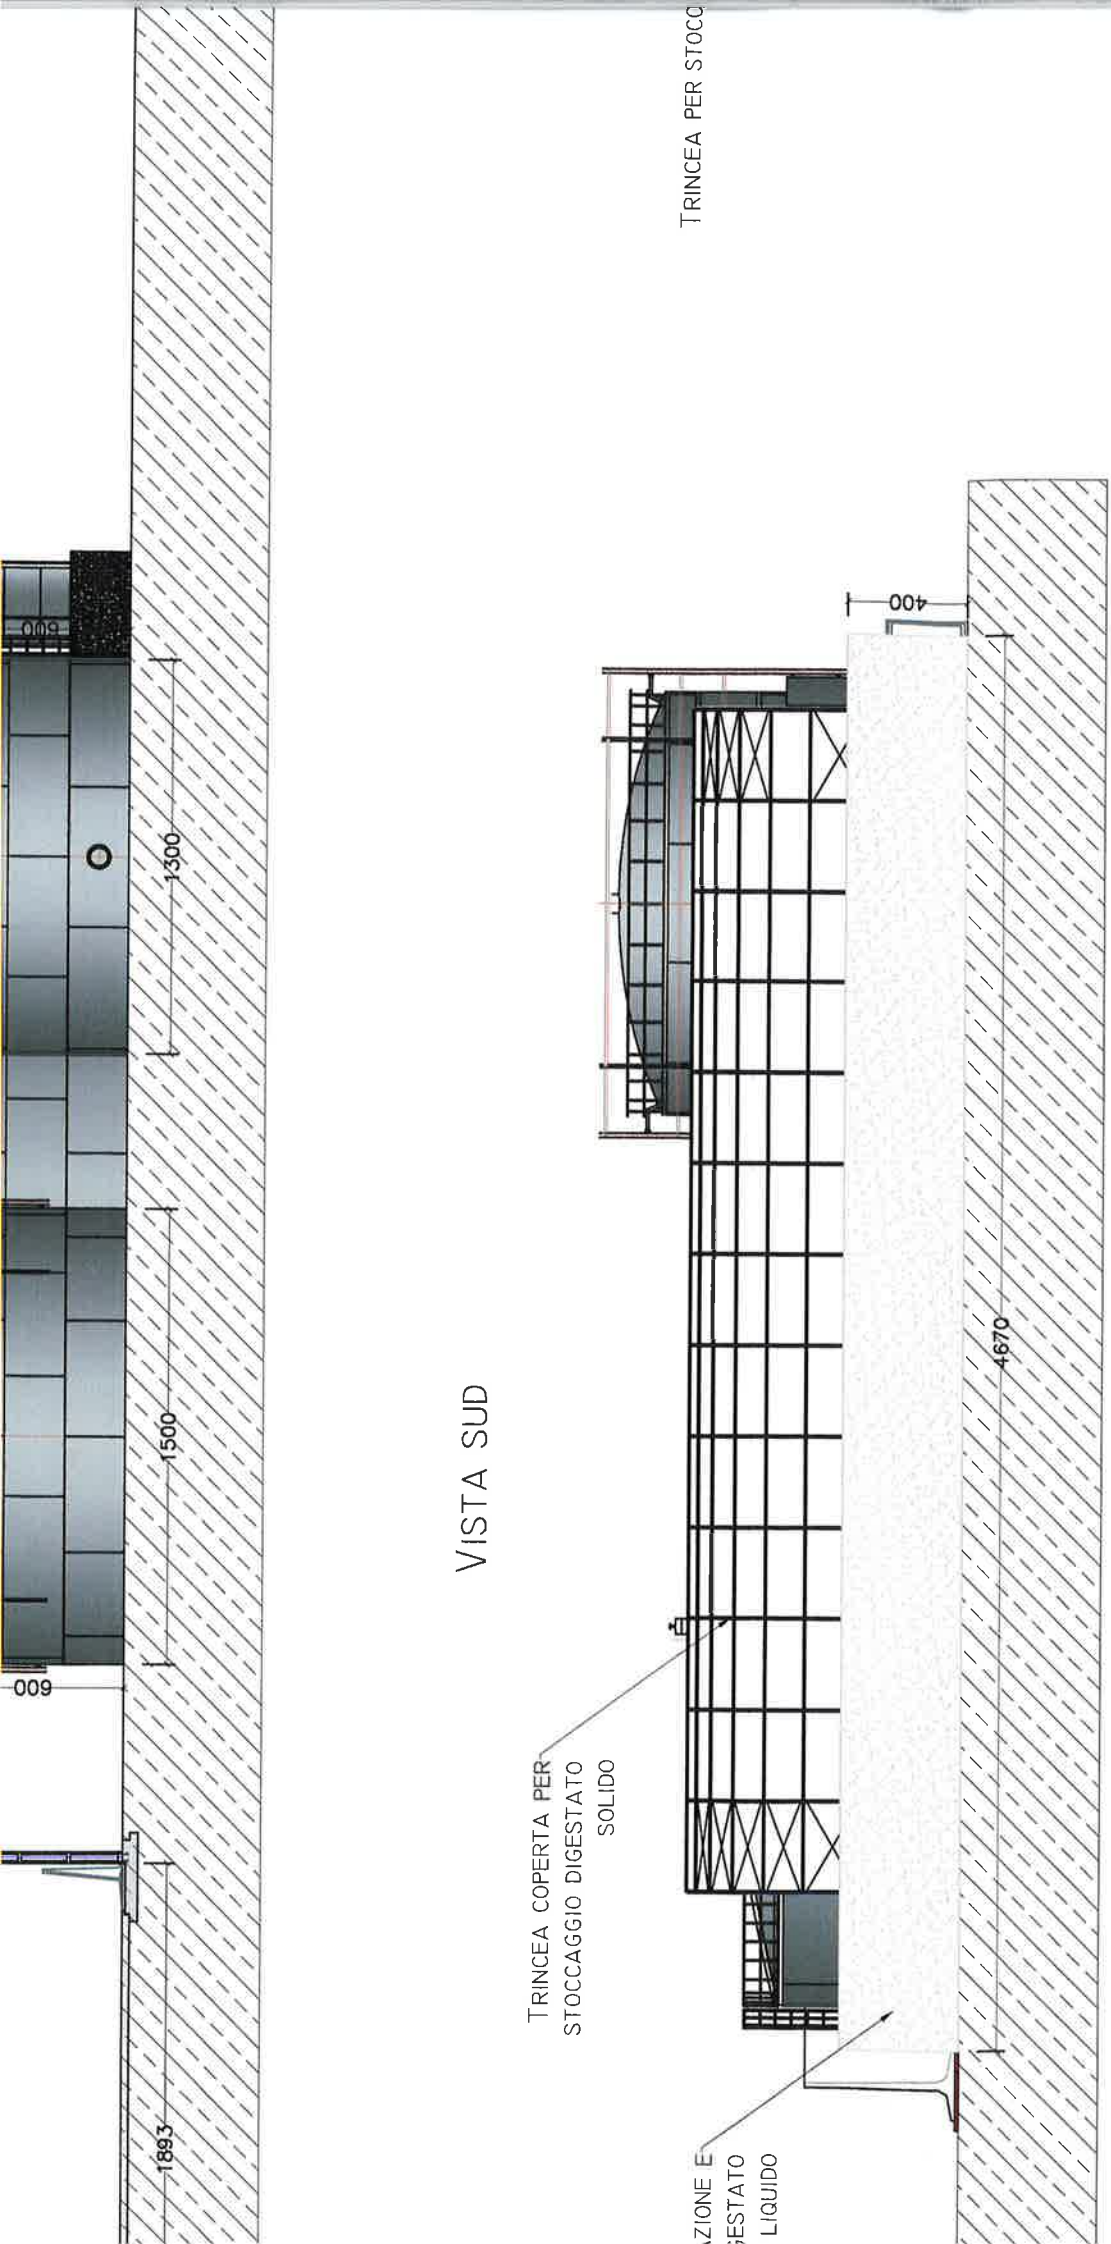 TRINCEA PER STOCC
600
1300
1500
600
1893
VISTA SUD
400
4670
TRINCEA COPERTA PER
STOCCAGGIO DIGESTATO
SOLIDO
AZIONE E
GESTATO
LIQUIDO